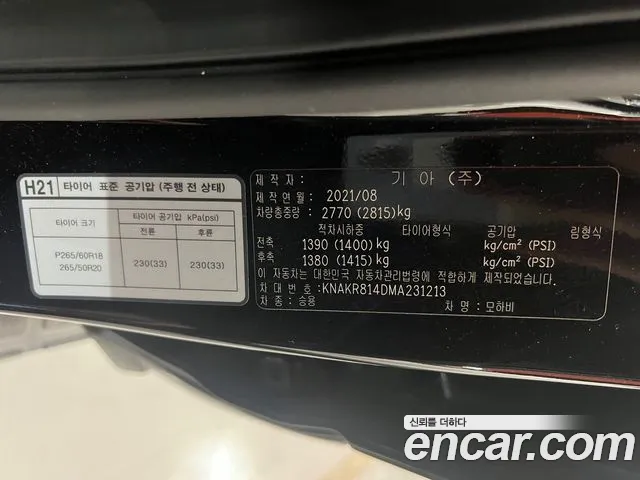 H21 타이어 표준 공기압 (주행 전 상태)
타이어 크기 타이어 공기압 kPa(psi)
전륜 후륜
P265/60R18
265/50R20
230(33) 230(33)
제 작 자 : 기 아 (주)
제 작 연 월 : 2021/08
차량총중량 : 2770 (2815)kg
적차시하중 타이어형식 공기압 림형식
전축 : 1390 (1400)kg kg/cm² (PSI)
후축 : 1380 (1415)kg kg/cm² (PSI)
이 자동차는 대한민국 자동차관리법령에 적합하게 제작되었습니다.
차 대 번 호 : KNAKR814DMA231213
차 종 : 승용 차 명 : 모하비
신뢰를 더하다
encar.com